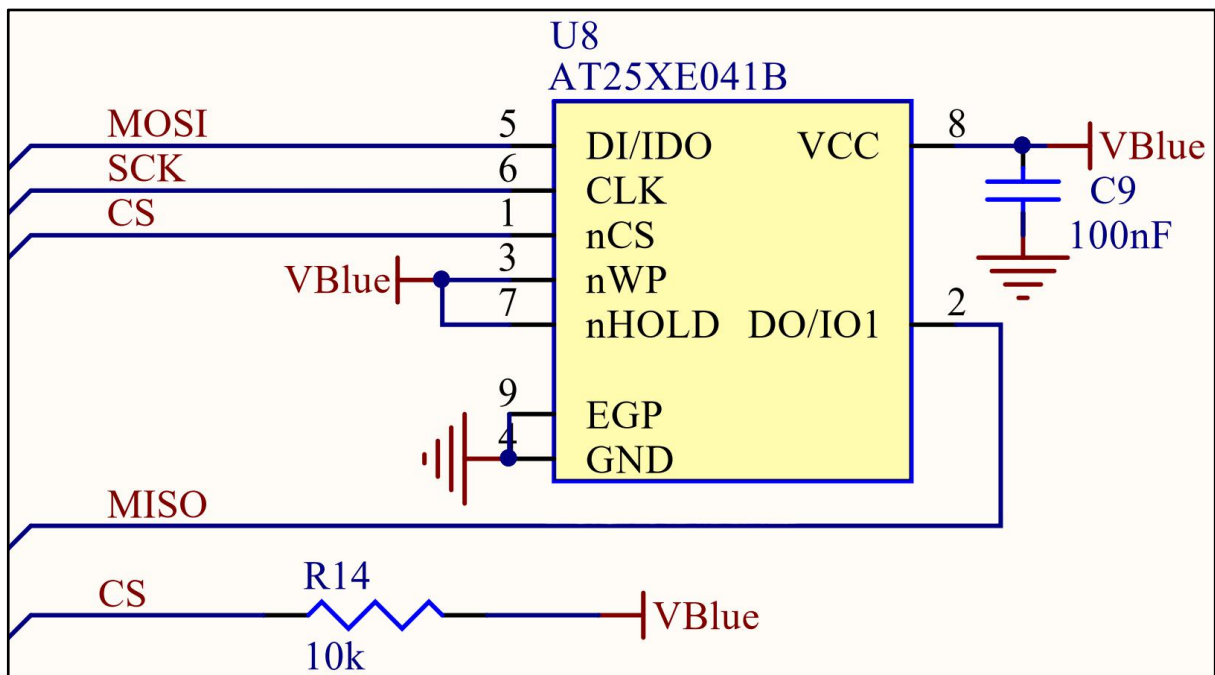 U8
AT25XE041B
MOSI 5 DI/IDO VCC 8 VBlue
SCK 6 CLK C9
CS 1 nCS 100nF
VBlue 3 nWP
7 nHOLD DO/IO1 2
9 EGP
4 GND
MISO
CS R14 VBlue
10k